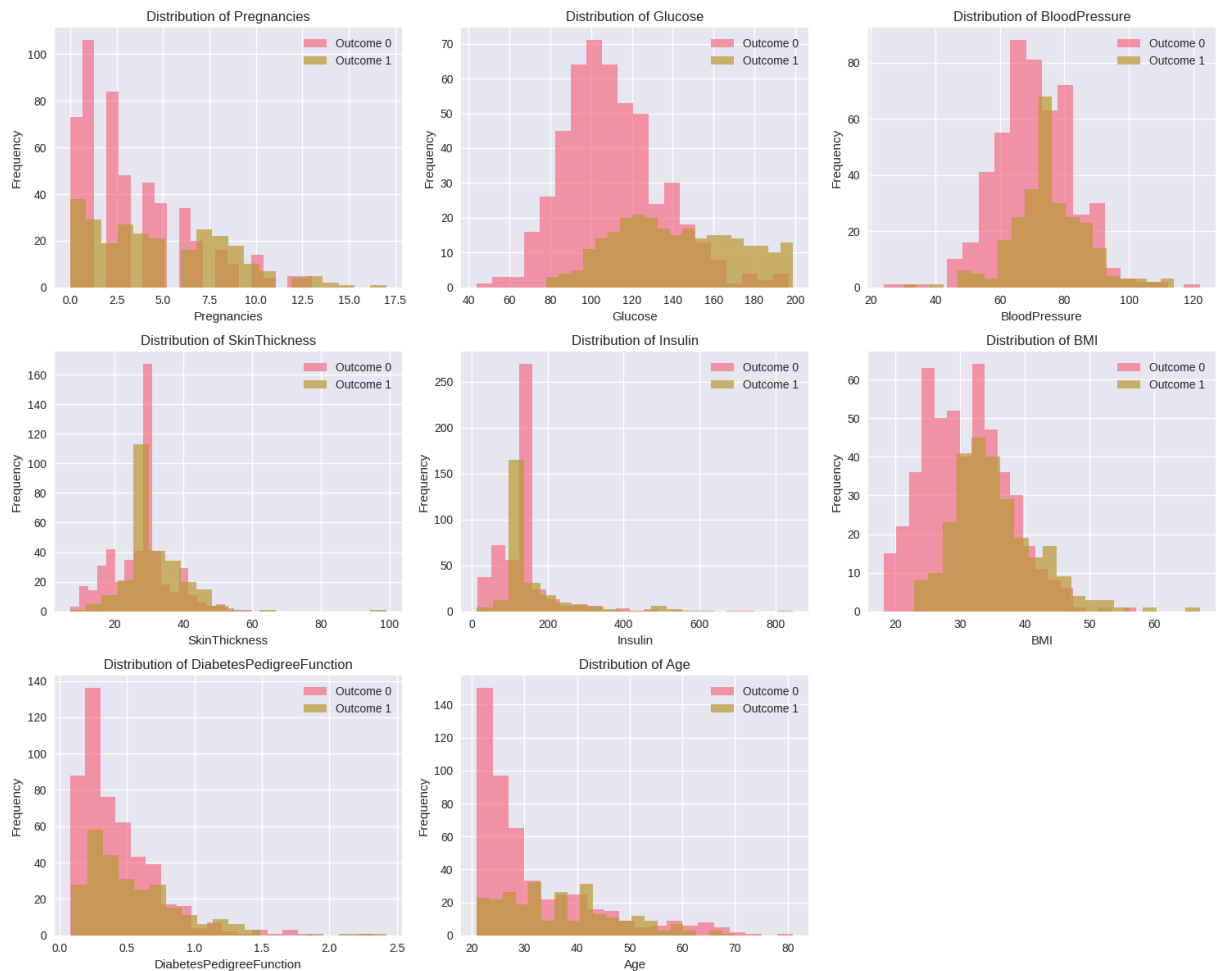 Distribution of Pregnancies
Frequency
100
80
60
40
20
0
0.0 2.5 5.0 7.5 10.0 12.5 15.0 17.5
Pregnancies
Outcome 0
Outcome 1
Distribution of Glucose
Frequency
70
60
50
40
30
20
10
0
40 60 80 100 120 140 160 180 200
Glucose
Outcome 0
Outcome 1
Distribution of BloodPressure
Frequency
80
60
40
20
0
20 40 60 80 100 120
BloodPressure
Outcome 0
Outcome 1
Distribution of SkinThickness
Frequency
160
140
120
100
80
60
40
20
0
20 40 60 80 100
SkinThickness
Outcome 0
Outcome 1
Distribution of Insulin
Frequency
250
200
150
100
50
0
0 200 400 600 800
Insulin
Outcome 0
Outcome 1
Distribution of BMI
Frequency
60
50
40
30
20
10
0
20 30 40 50 60
BMI
Outcome 0
Outcome 1
Distribution of DiabetesPedigreeFunction
Frequency
140
120
100
80
60
40
20
0
0.0 0.5 1.0 1.5 2.0 2.5
DiabetesPedigreeFunction
Outcome 0
Outcome 1
Distribution of Age
Frequency
140
120
100
80
60
40
20
0
20 30 40 50 60 70 80
Age
Outcome 0
Outcome 1